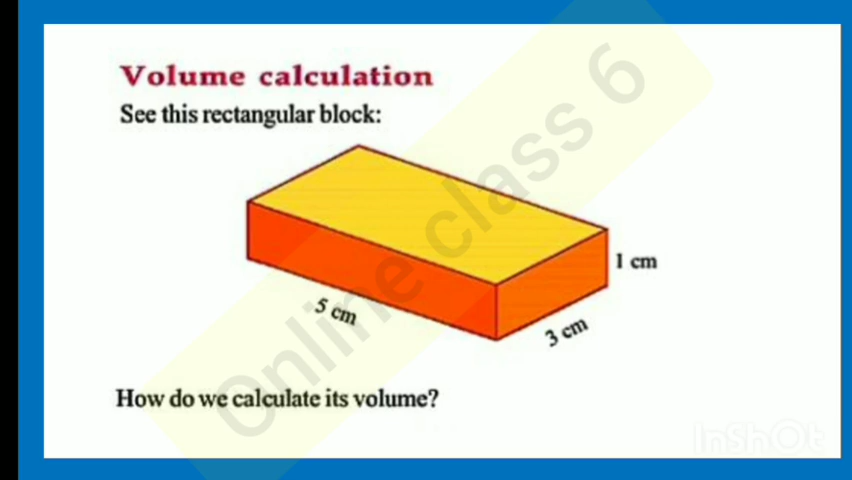 Volume calculation
See this rectangular block:
1 cm
5 cm
3 cm
How do we calculate its volume?
Online class 6
InShOt